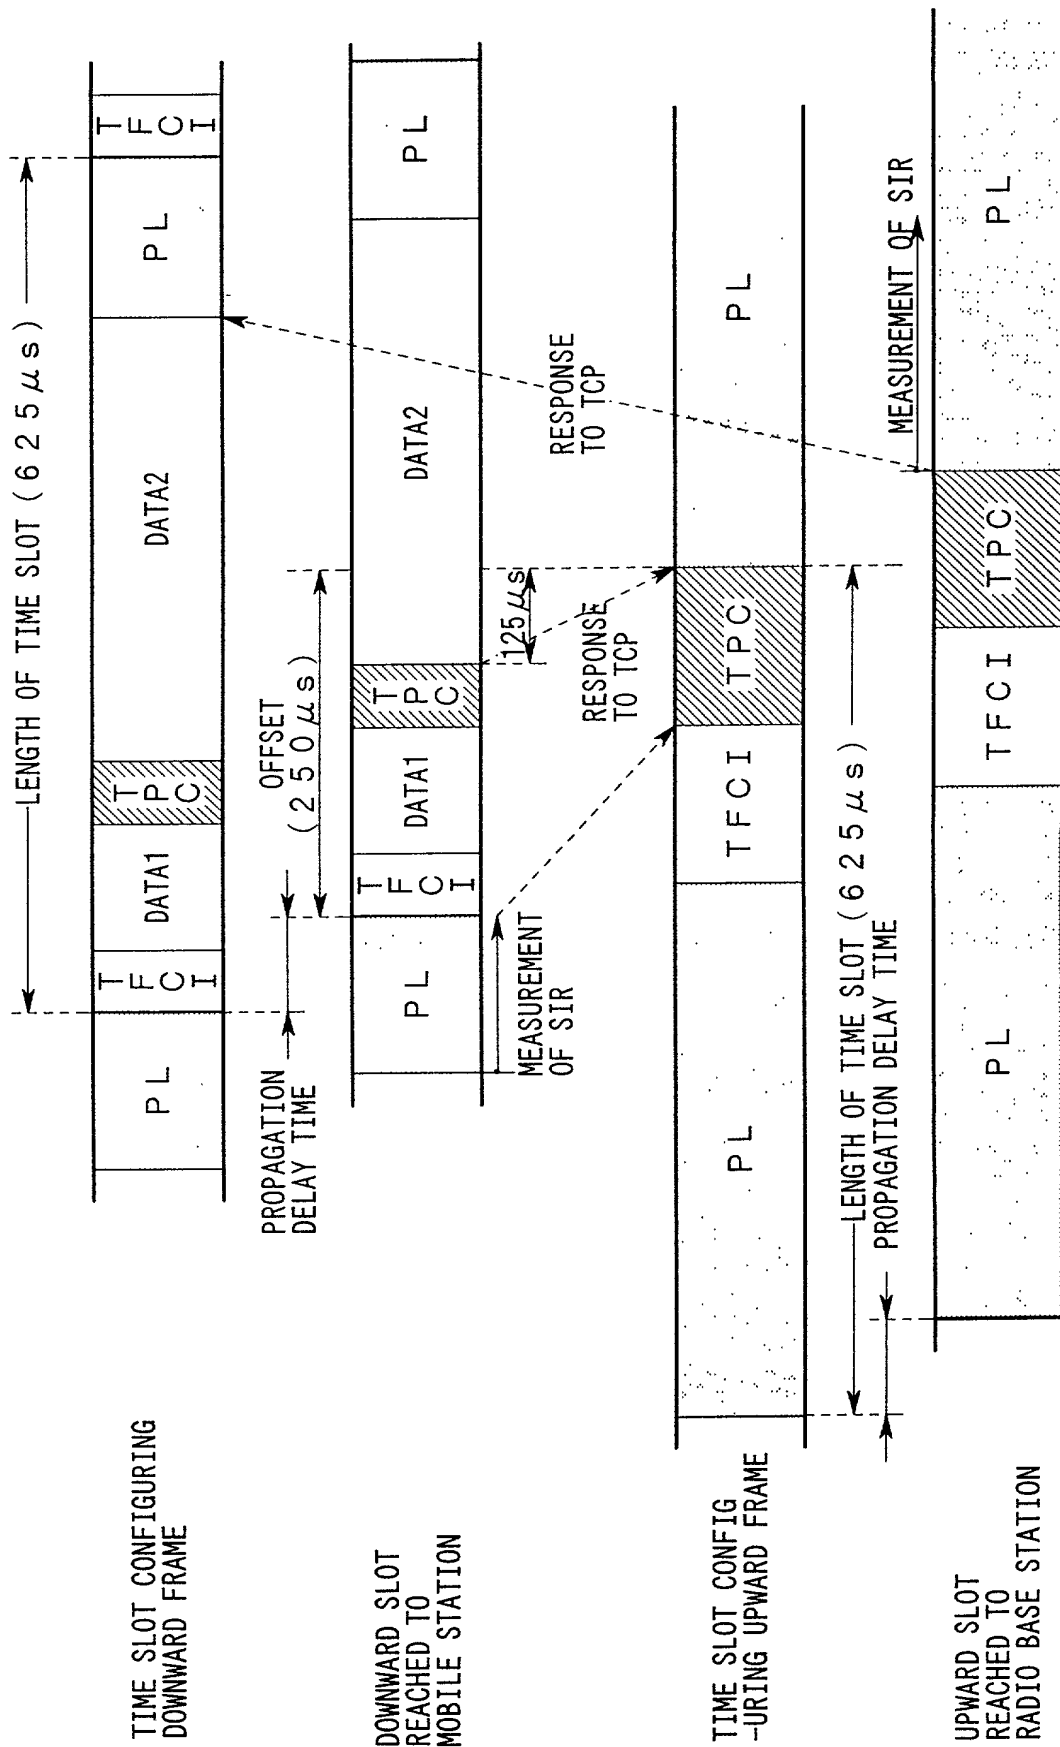 LENGTH OF TIME SLOT (625μs)
TIME SLOT CONFIGURING
DOWNWARD FRAME
PL
TFCI
DATA1
TPC
DATA2
PL
TFCI
PROPAGATION
DELAY TIME
OFFSET
(250μs)
DOWNWARD SLOT
REACHED TO
MOBILE STATION
PL
TFCI
DATA1
TPC
DATA2
PL
MEASUREMENT
OF SIR
125μs
RESPONSE
TO TCP
RESPONSE
TO TCP
TIME SLOT CONFIG
-URING UPWARD FRAME
PL
TFCI
TPC
PL
LENGTH OF TIME SLOT (625μs)
PROPAGATION DELAY TIME
MEASUREMENT OF SIR
UPWARD SLOT
REACHED TO
RADIO BASE STATION
PL
TFCI
TPC
PL